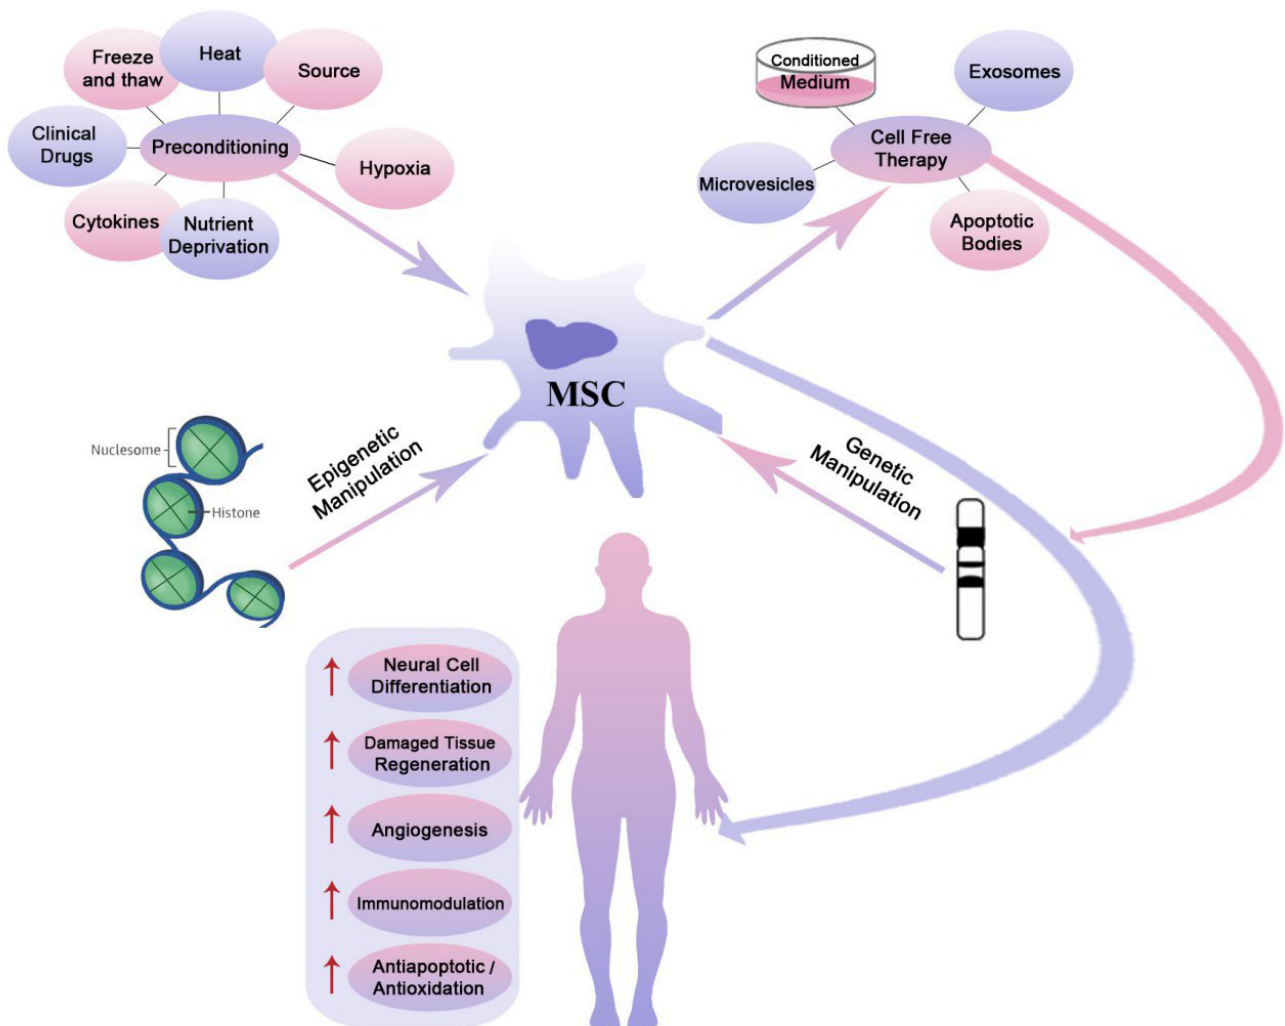 Freeze
and thaw
Heat
Source
Clinical
Drugs
Preconditioning
Hypoxia
Cytokines
Nutrient
Deprivation
Conditioned
Medium
Exosomes
Cell Free
Therapy
Microvesicles
Apoptotic
Bodies
MSC
Nuclesome
Histone
Epigenetic
Manipulation
Genetic
Manipulation
Neural Cell
Differentiation
Damaged Tissue
Regeneration
Angiogenesis
Immunomodulation
Antiapoptotic /
Antioxidation